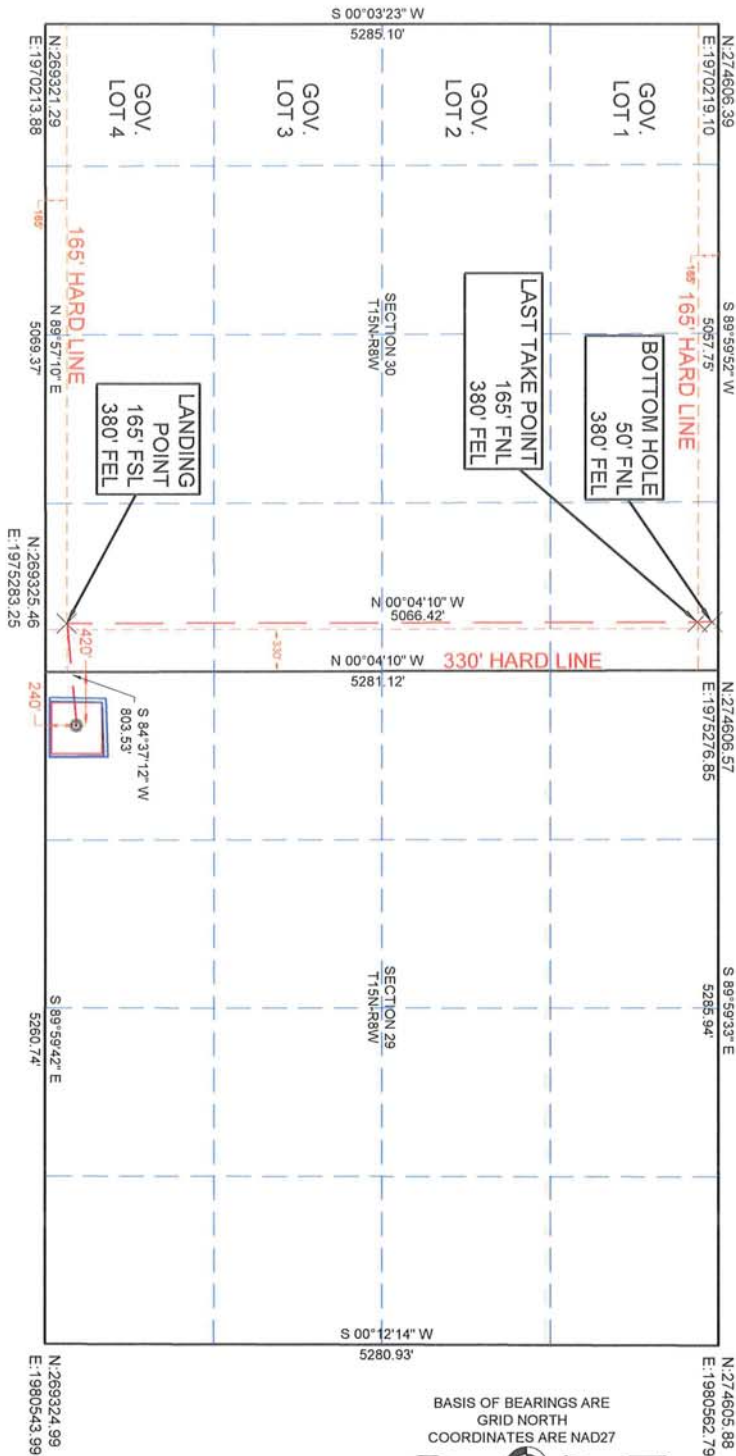 S 00°03'23" W
5285.10'
N:274606.39
E:1970219.10
S 89°59'52" W
5057.75'
N:274606.57
E:1975276.85
S 89°59'33" E
5285.94'
N:274605.88
E:1980562.79
GOV.
LOT 1
GOV.
LOT 2
GOV.
LOT 3
GOV.
LOT 4
165'
165' HARD LINE
BOTTOM HOLE
50' FNL
380' FEL
LAST TAKE POINT
165' FNL
380' FEL
SECTION 30
T15N-R8W
LANDING
POINT
165' FSL
380' FEL
N 00°04'10" W
5066.42'
330'
330' HARD LINE
N 00°04'10" W
5281.12'
S 84°37'12" W
803.53'
420'
240'
SECTION 29
T15N-R8W
S 00°12'14" W
5280.93'
165' HARD LINE
165'
N:269321.29
E:1970213.88
N 89°57'10" E
5069.37'
N:269325.46
E:1975283.25
S 89°59'42" E
5260.74'
N:269324.99
E:1980543.99
BASIS OF BEARINGS ARE
GRID NORTH
COORDINATES ARE NAD27